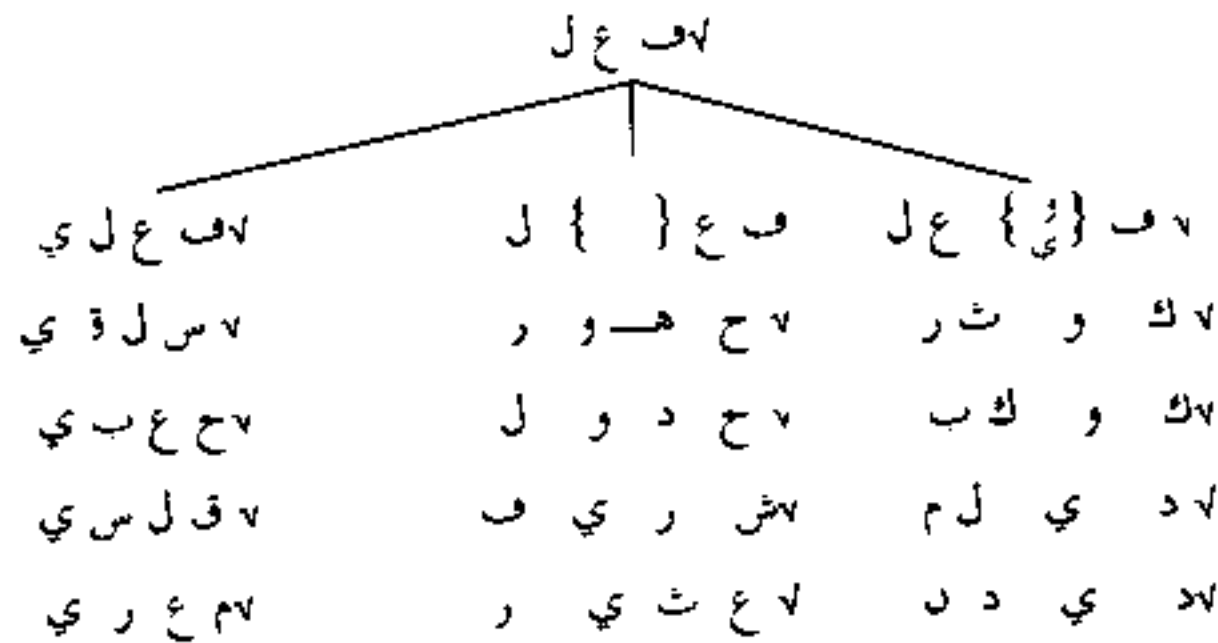 √ف ع ل
√ ف {و ي} ع ل ف ع { } ل √ف ع ل ي
√ ك و ث ر √ ح هـ و ر √ س ل ق ي
√ك و ك ب √ ح د و ل √ح ع ب ي
√ د ي ل م √ش ر ي ف √ ق ل س ي
√د ي د ن √ ع ث ي ر √م ع ر ي